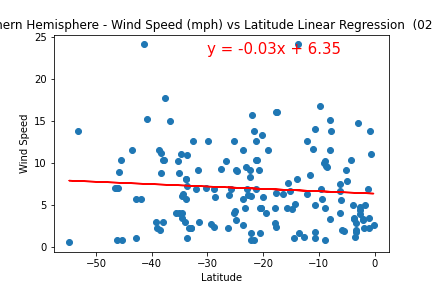 ern Hemisphere - Wind Speed (mph) vs Latitude Linear Regression (02
y = -0.03x + 6.35
25
20
15
10
5
0
Wind Speed
−50 −40 −30 −20 −10 0
Latitude